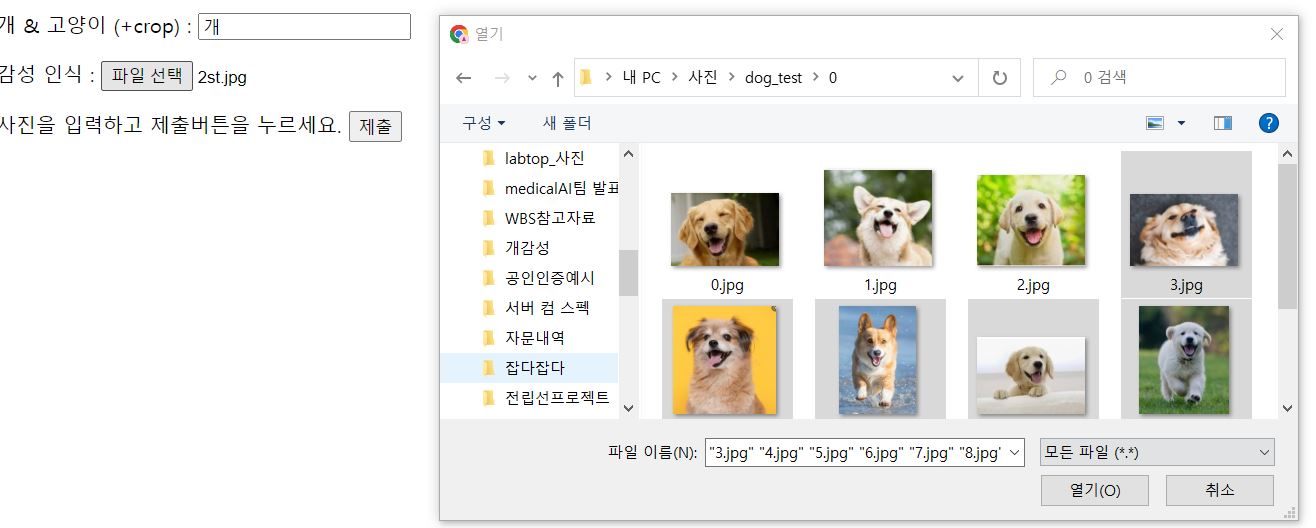 개 & 고양이 (+crop) : 개
감성 인식 : 파일 선택 2st.jpg
사진을 입력하고 제출버튼을 누르세요. 제출
열기
내 PC > 사진 > dog_test > 0
0 검색
구성 새 폴더
labtop_사진
medicalAI팀 발표
WBS참고자료
개감성
공인인증예시
서버 컴 스펙
자문내역
잡다잡다
전립선프로젝트
0.jpg 1.jpg 2.jpg 3.jpg
파일 이름(N): "3.jpg" "4.jpg" "5.jpg" "6.jpg" "7.jpg" "8.jpg" 모든 파일 (*.*)
열기(O) 취소